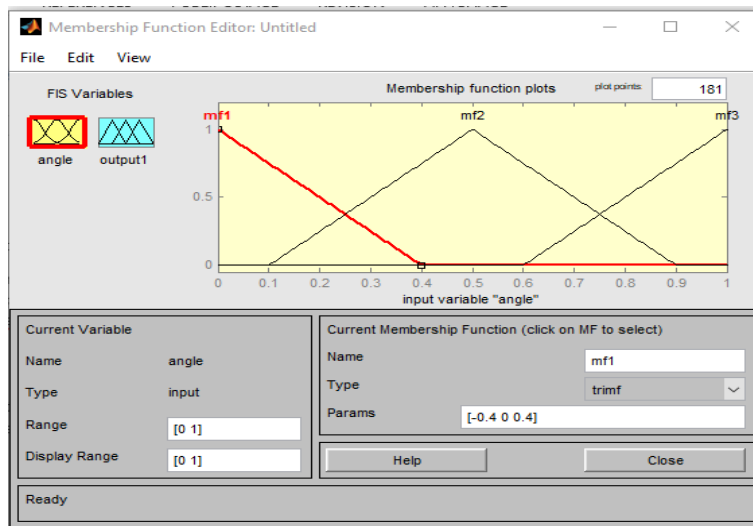 Membership Function Editor: Untitled
File Edit View
FIS Variables
angle output1
Membership function plots plot points: 181
mf1 mf2 mf3
1
0.5
0
0 0.1 0.2 0.3 0.4 0.5 0.6 0.7 0.8 0.9 1
input variable "angle"
Current Variable
Name angle
Type input
Range [0 1]
Display Range [0 1]
Current Membership Function (click on MF to select)
Name mf1
Type trimf
Params [-0.4 0 0.4]
Help Close
Ready